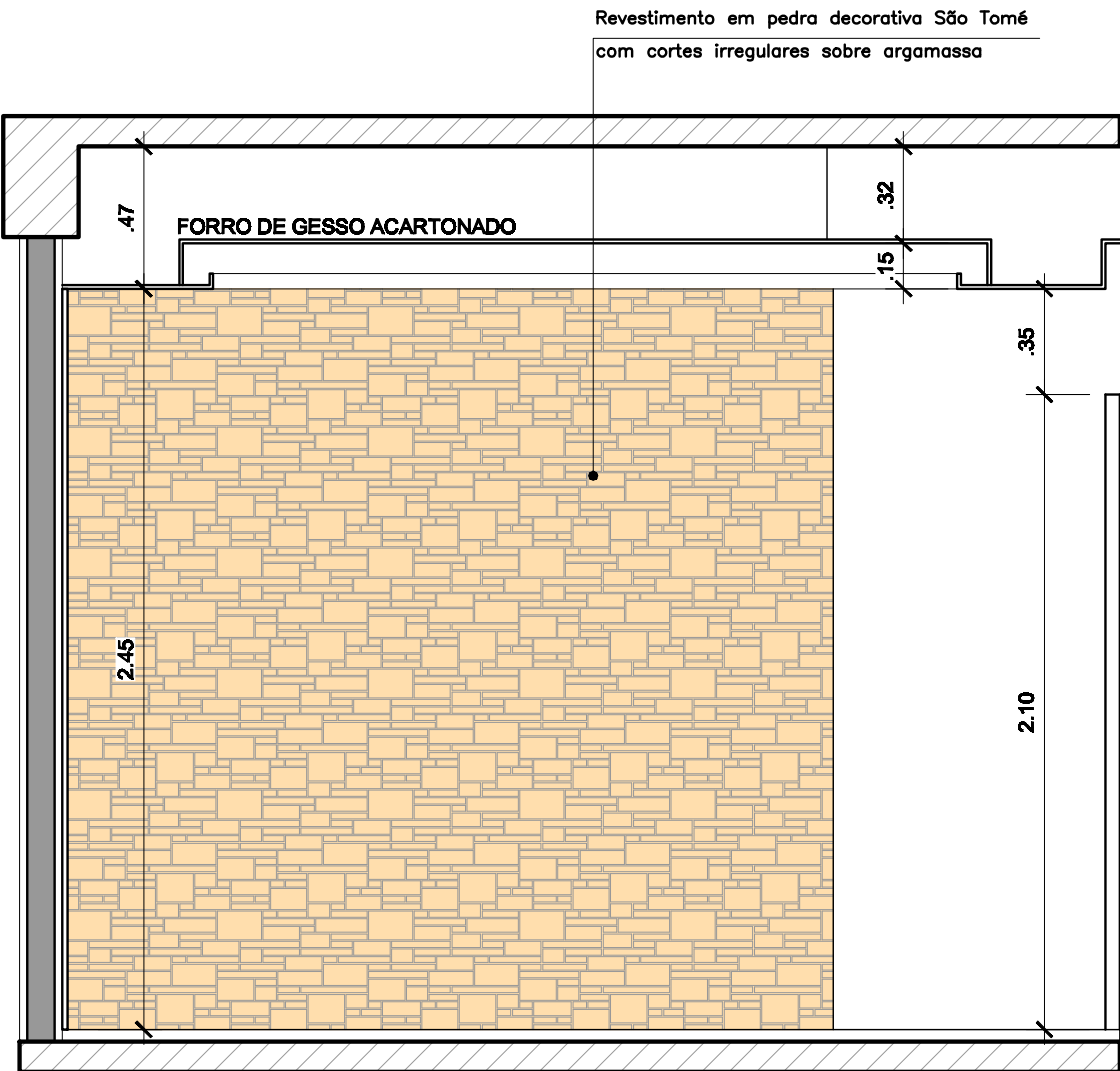 Revestimento em pedra decorativa São Tomé
com cortes irregulares sobre argamassa
.47
.32
FORRO DE GESSO ACARTONADO
.15
.35
2.45
2.10